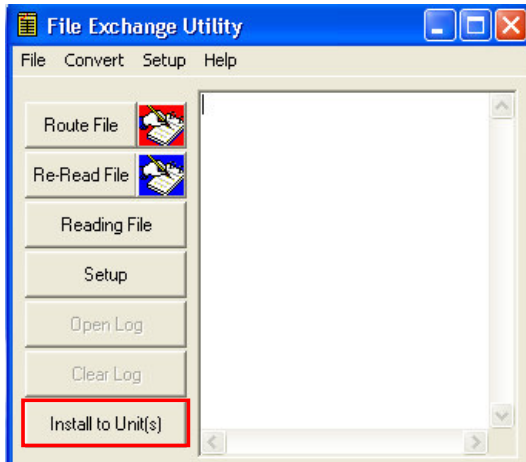 File Exchange Utility
File Convert Setup Help
Route File
Re-Read File
Reading File
Setup
Open Log
Clear Log
Install to Unit(s)